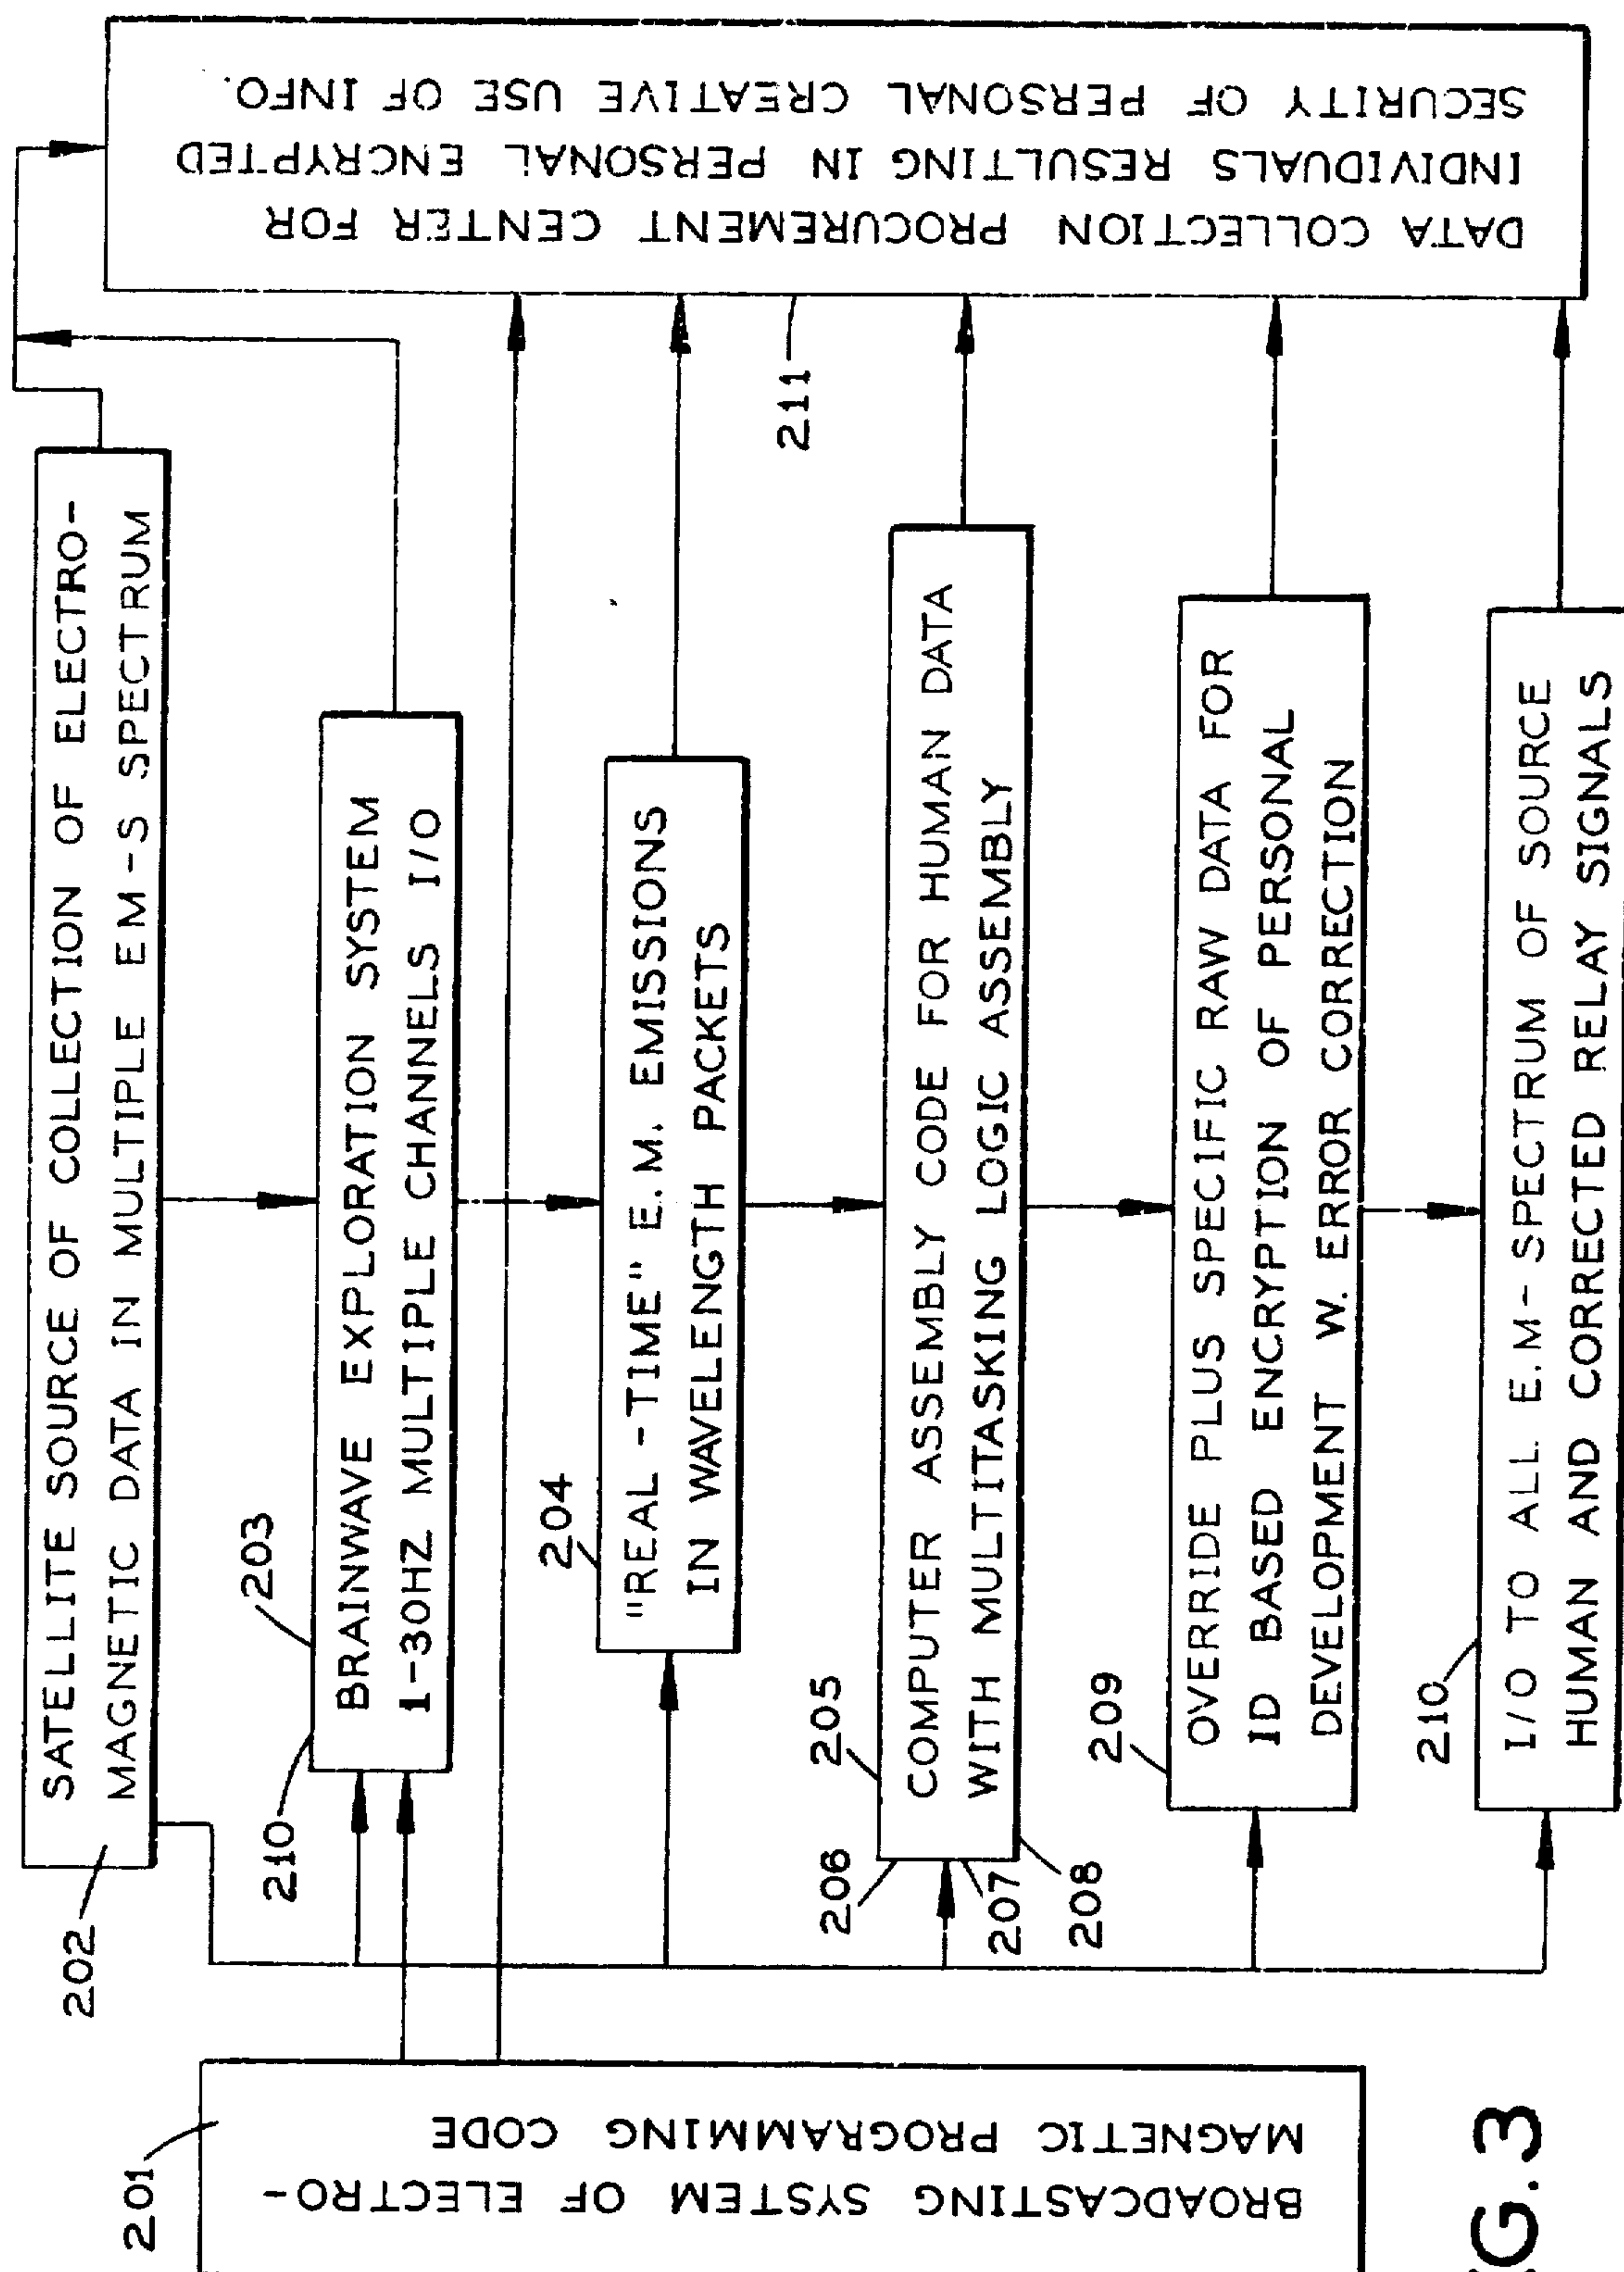 202
SATELLITE SOURCE OF COLLECTION OF ELECTRO-
MAGNETIC DATA IN MULTIPLE EM-S SPECTRUM
210
203
BRAINWAVE EXPLORATION SYSTEM
1-30HZ MULTIPLE CHANNELS I/O
204
"REAL-TIME" E.M. EMISSIONS
IN WAVELENGTH PACKETS
205
206
207
208
COMPUTER ASSEMBLY CODE FOR HUMAN DATA
WITH MULTITASKING LOGIC ASSEMBLY
209
OVERRIDE PLUS SPECIFIC RAW DATA FOR
ID BASED ENCRYPTION OF PERSONAL
DEVELOPMENT W. ERROR CORRECTION
210
I/O TO ALL E.M-SPECTRUM OF SOURCE
HUMAN AND CORRECTED RELAY SIGNALS
201
BROADCASTING SYSTEM OF ELECTRO-
MAGNETIC PROGRAMMING CODE
211
DATA COLLECTION PROCUREMENT CENTER FOR
INDIVIDUALS RESULTING IN PERSONAL ENCRYPTED
SECURITY OF PERSONAL CREATIVE USE OF INFO.
IG.3